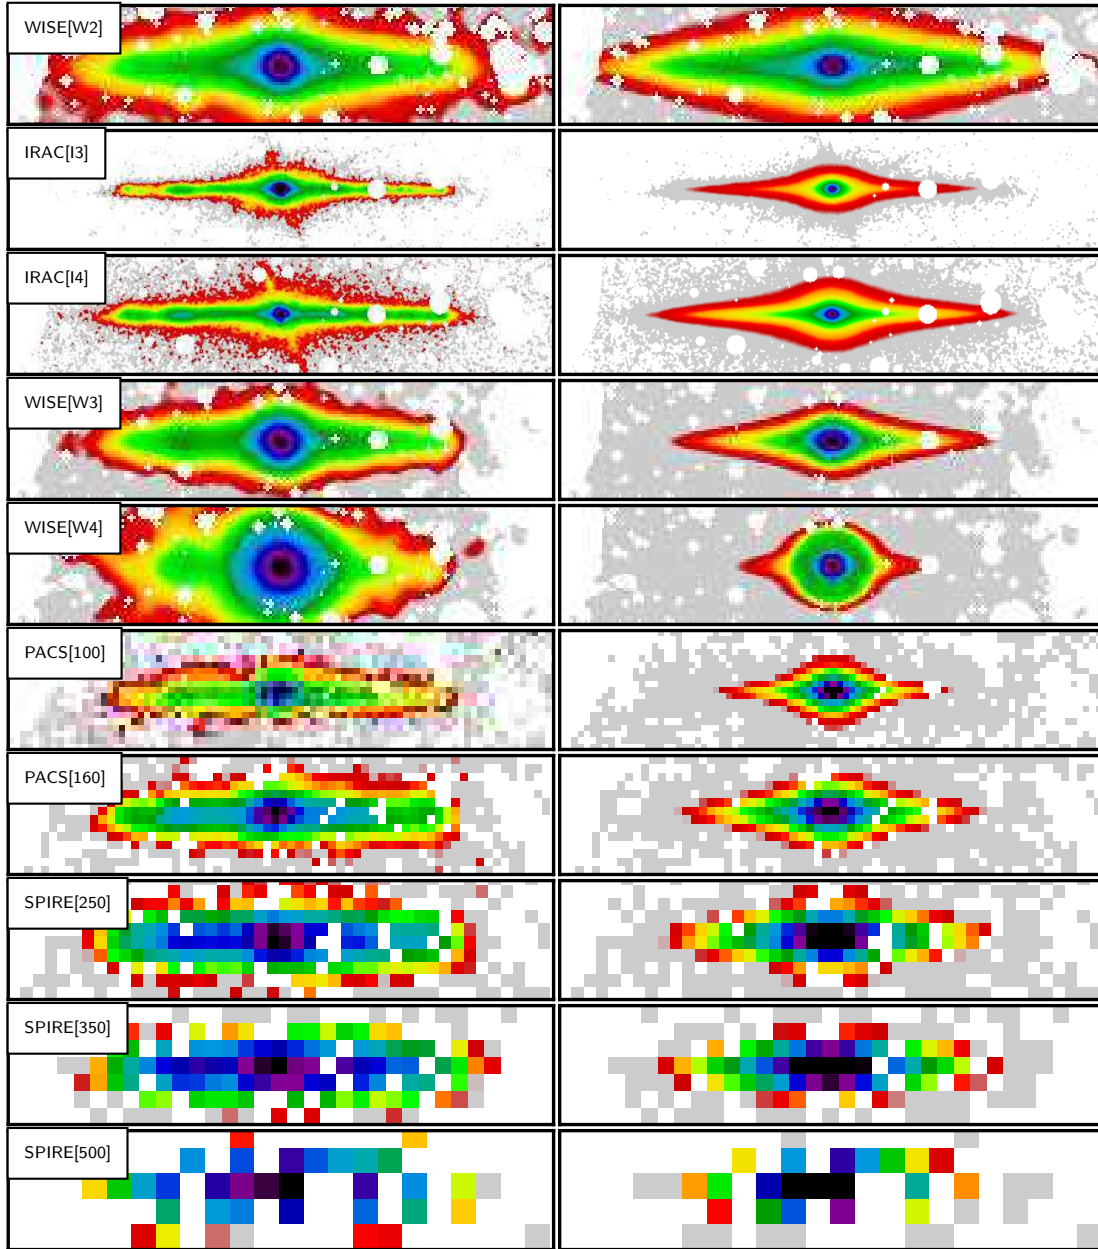 WISE[W2]
IRAC[I3]
IRAC[I4]
WISE[W3]
WISE[W4]
PACS[100]
PACS[160]
SPIRE[250]
SPIRE[350]
SPIRE[500]